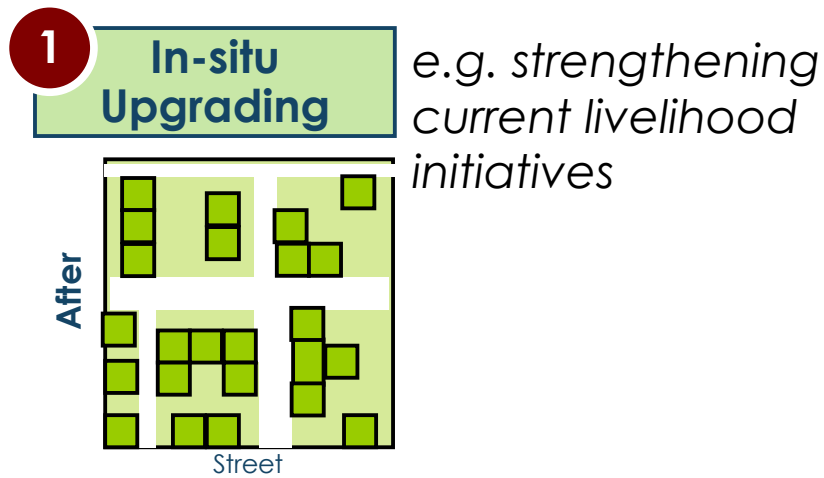 1
In-situ
Upgrading
e.g. strengthening
current livelihood
initiatives
After
Street